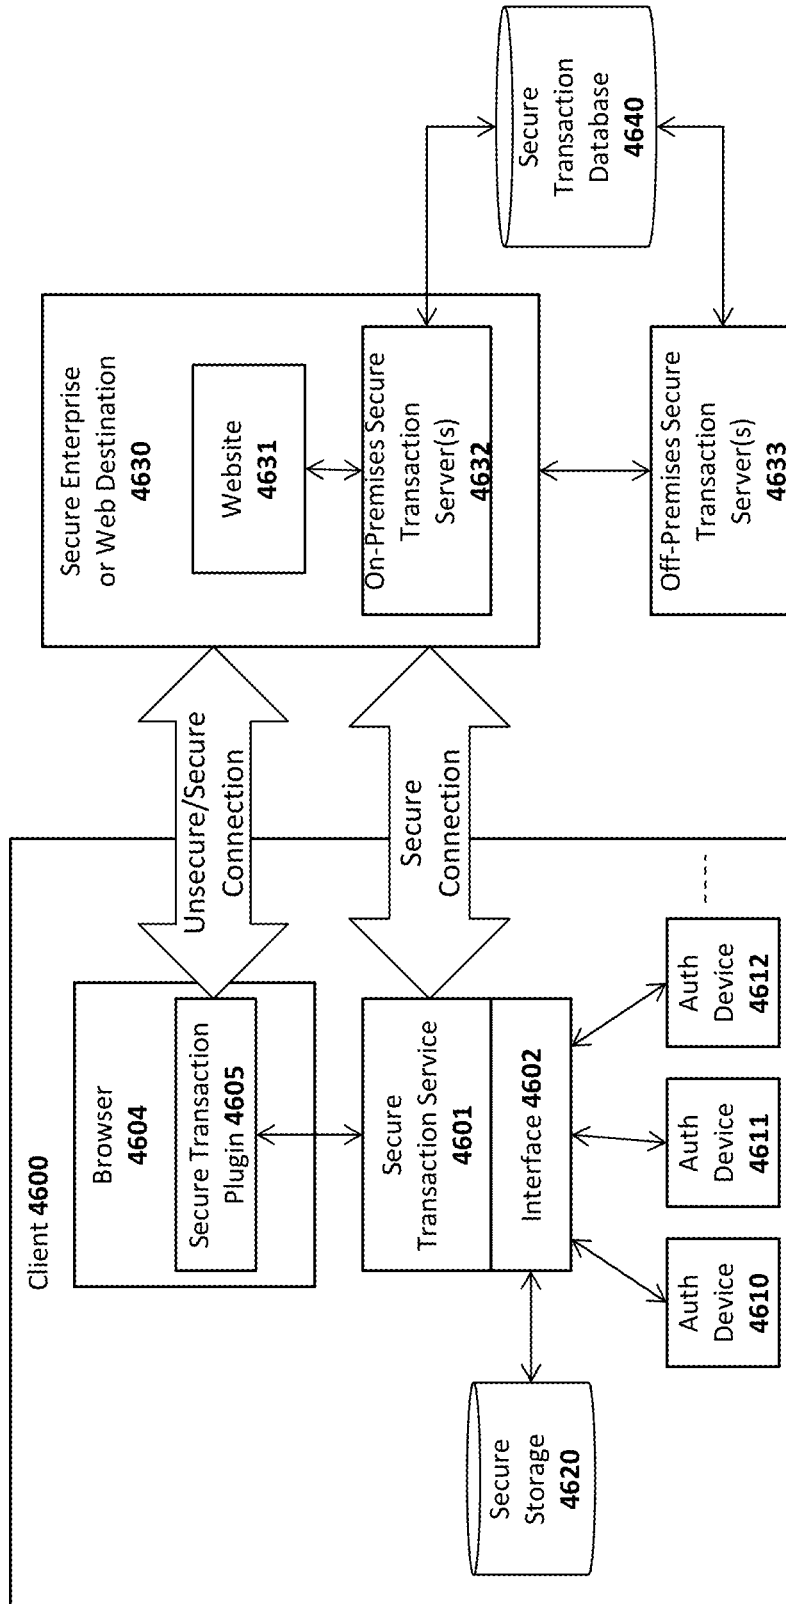 Client 4600
Browser
4604
Secure Transaction
Plugin 4605
Secure
Transaction Service
4601
Interface 4602
Secure
Storage
4620
Auth
Device
4610
Auth
Device
4611
Auth
Device
4612
Unsecure/Secure
Connection
Secure
Connection
Secure Enterprise
or Web Destination
4630
Website
4631
On-Premises Secure
Transaction
Server(s)
4632
Off-Premises Secure
Transaction
Server(s)
4633
Secure
Transaction
Database
4640